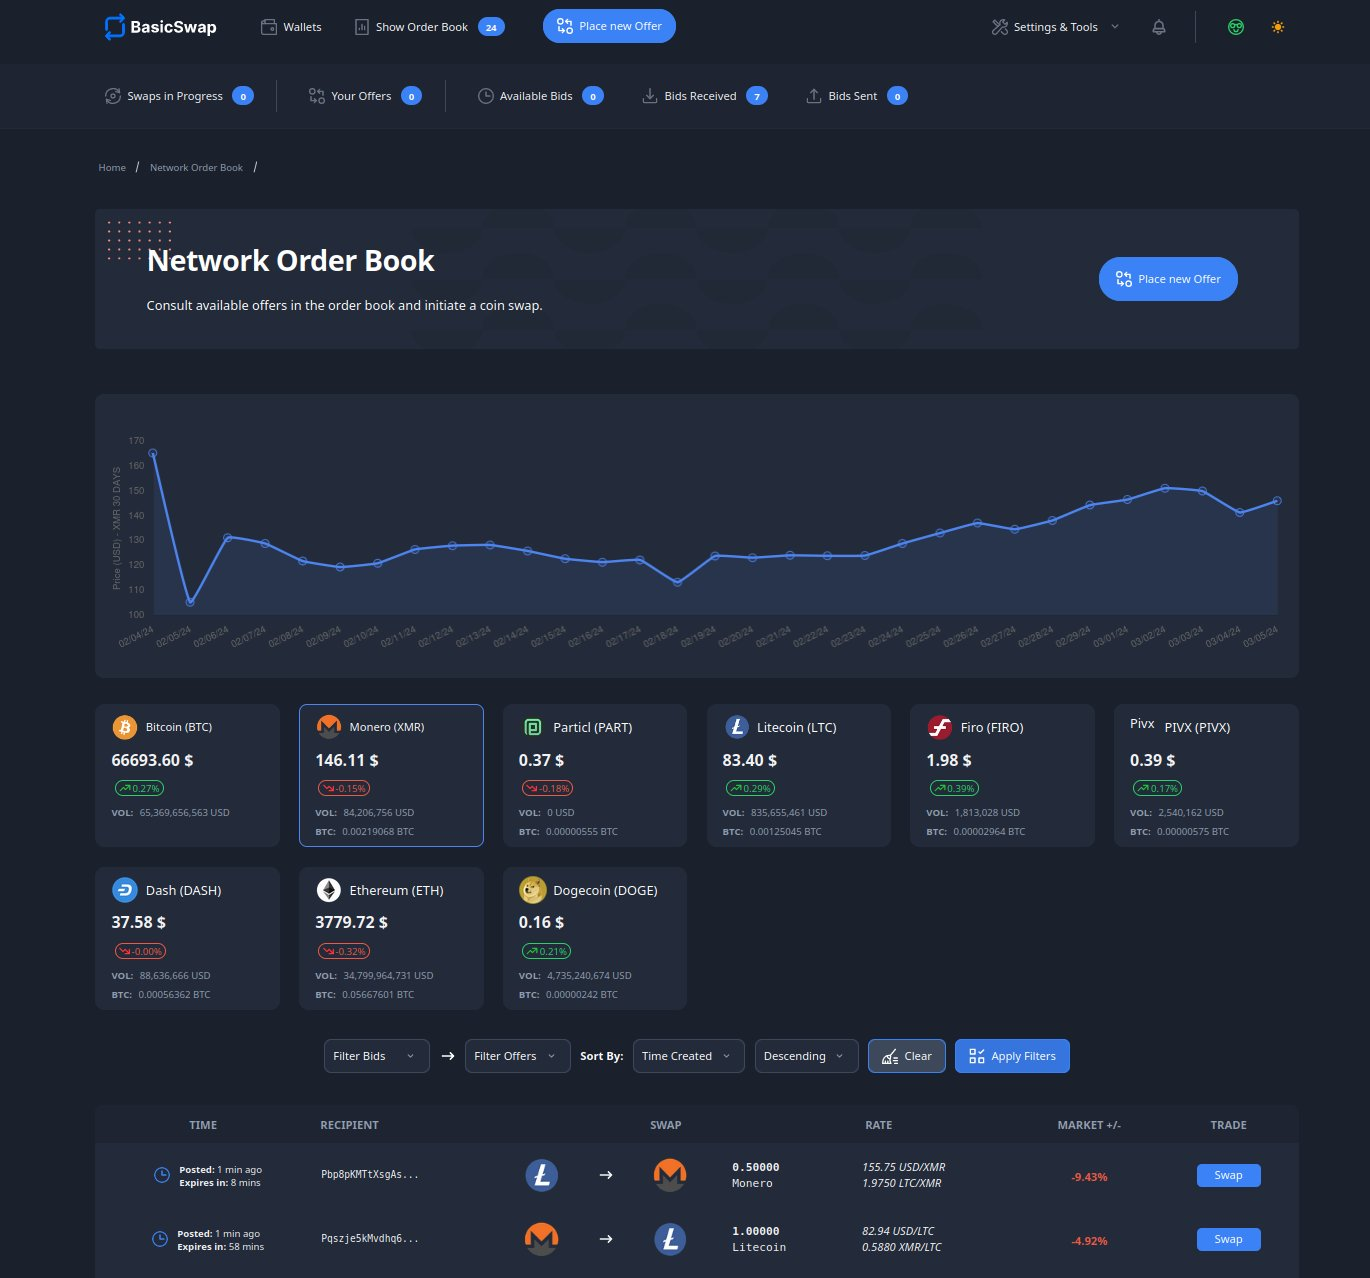 BasicSwap Wallets Show Order Book 24 Place new Offer Settings & Tools
Swaps in Progress 0 Your Offers 0 Available Bids 0 Bids Received 7 Bids Sent 0
Home / Network Order Book /
Network Order Book
Consult available offers in the order book and initiate a coin swap.
Place new Offer
Price (USD) - XMR 30 DAYS
170
160
150
140
130
120
110
100
02/04/24 02/05/24 02/06/24 02/07/24 02/08/24 02/09/24 02/10/24 02/11/24 02/12/24 02/13/24 02/14/24 02/15/24 02/16/24 02/17/24 02/18/24 02/19/24 02/20/24 02/21/24 02/22/24 02/23/24 02/24/24 02/25/24 02/26/24 02/27/24 02/28/24 02/29/24 03/01/24 03/02/24 03/03/24 03/04/24 03/05/24
Bitcoin (BTC)
66693.60 $
0.27%
VOL: 65,369,656,563 USD
Monero (XMR)
146.11 $
-0.15%
VOL: 84,206,756 USD
BTC: 0.00219068 BTC
Particl (PART)
0.37 $
-0.18%
VOL: 0 USD
BTC: 0.00000555 BTC
Litecoin (LTC)
83.40 $
0.29%
VOL: 835,655,461 USD
BTC: 0.00125045 BTC
Firo (FIRO)
1.98 $
0.39%
VOL: 1,813,028 USD
BTC: 0.00002964 BTC
Pivx PIVX (PIVX)
0.39 $
0.17%
VOL: 2,540,162 USD
BTC: 0.00000575 BTC
Dash (DASH)
37.58 $
-0.00%
VOL: 88,636,666 USD
BTC: 0.00056362 BTC
Ethereum (ETH)
3779.72 $
-0.32%
VOL: 34,799,964,731 USD
BTC: 0.05667601 BTC
Dogecoin (DOGE)
0.16 $
0.21%
VOL: 4,735,240,674 USD
BTC: 0.00000242 BTC
Filter Bids Filter Offers Sort By: Time Created Descending Clear Apply Filters
TIME RECIPIENT SWAP RATE MARKET +/- TRADE
Posted: 1 min ago
Expires in: 8 mins
Pbp8pKMTtXsgAs...
0.50000
Monero
155.75 USD/XMR
1.9750 LTC/XMR
-9.43%
Swap
Posted: 1 min ago
Expires in: 58 mins
Pqszje5kMvdhq6...
1.00000
Litecoin
82.94 USD/LTC
0.5880 XMR/LTC
-4.92%
Swap